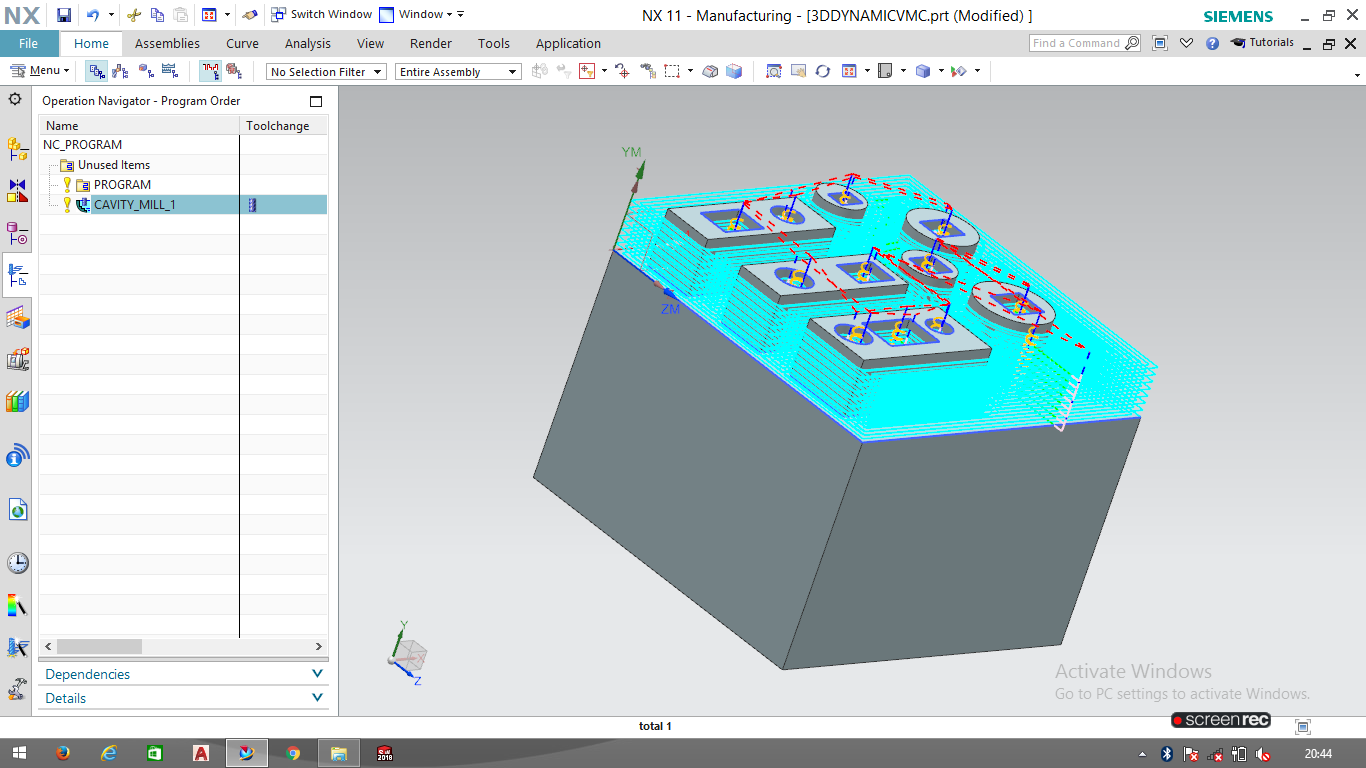 NX
Switch Window
Window
NX 11 - Manufacturing - [3DDYNAMICVMC.prt (Modified) ]
SIEMENS
File
Home
Assemblies
Curve
Analysis
View
Render
Tools
Application
Find a Command
Tutorials
Menu
No Selection Filter
Entire Assembly
Operation Navigator - Program Order
Name
Toolchange
NC_PROGRAM
Unused Items
PROGRAM
CAVITY_MILL_1
YM
ZM
Y
Z
Dependencies
Details
Activate Windows
Go to PC settings to activate Windows.
total 1
screenrec
2018
20:44